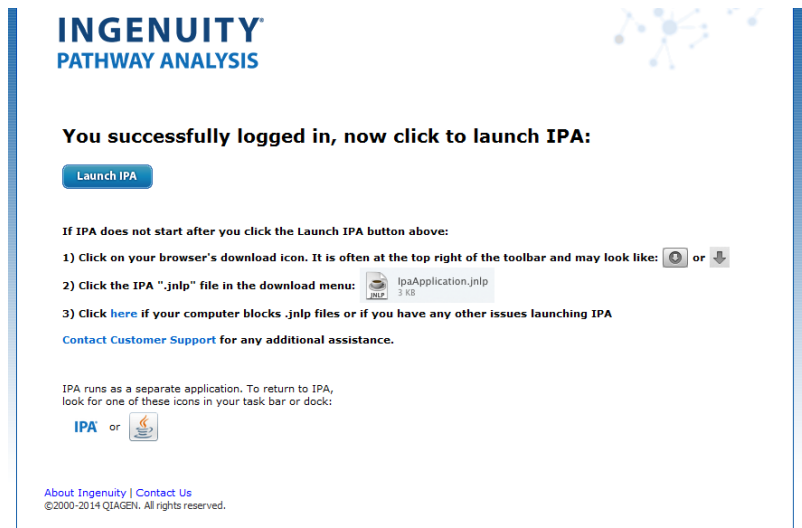 INGENUITY®
PATHWAY ANALYSIS
You successfully logged in, now click to launch IPA:
Launch IPA
If IPA does not start after you click the Launch IPA button above:
1) Click on your browser's download icon. It is often at the top right of the toolbar and may look like: or
2) Click the IPA ".jnlp" file in the download menu: JNLP IpaApplication.jnlp
3 KB
3) Click here if your computer blocks .jnlp files or if you have any other issues launching IPA
Contact Customer Support for any additional assistance.
IPA runs as a separate application. To return to IPA,
look for one of these icons in your task bar or dock:
IPA or
About Ingenuity | Contact Us
©2000-2014 QIAGEN. All rights reserved.